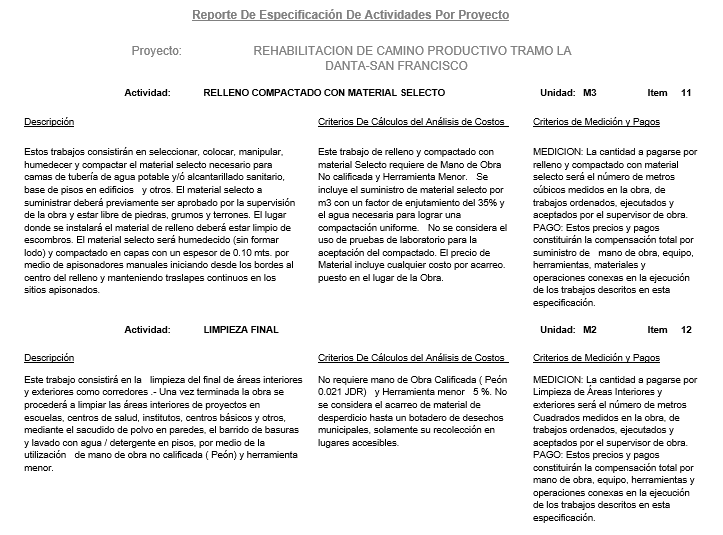 Reporte De Especificación De Actividades Por Proyecto
Proyecto: REHABILITACION DE CAMINO PRODUCTIVO TRAMO LA
DANTA-SAN FRANCISCO
Actividad: RELLENO COMPACTADO CON MATERIAL SELECTO Unidad: M3 Item 11
Descripción
Estos trabajos consistirán en seleccionar, colocar, manipular,
humedecer y compactar el material selecto necesario para
camas de tubería de agua potable y/ó alcantarillado sanitario,
base de pisos en edificios y otros. El material selecto a
suministrar deberá previamente ser aprobado por la supervisión
de la obra y estar libre de piedras, grumos y terrones. El lugar
donde se instalará el material de relleno deberá estar limpio de
escombros. El material selecto será humedecido (sin formar
lodo) y compactado en capas con un espesor de 0.10 mts. por
medio de apisonadores manuales iniciando desde los bordes al
centro del relleno y manteniendo traslapes continuos en los
sitios apisonados.
Criterios De Cálculos del Análisis de Costos
Este trabajo de relleno y compactado con
material Selecto requiere de Mano de Obra
No calificada y Herramienta Menor. Se
incluye el suministro de material selecto por
m3 con un factor de enjutamiento del 35% y
el agua necesaria para lograr una
compactación uniforme. No se considera el
uso de pruebas de laboratorio para la
aceptación del compactado. El precio de
Material incluye cualquier costo por acarreo.
puesto en el lugar de la Obra.
Criterios de Medición y Pagos
MEDICION: La cantidad a pagarse por
relleno y compactado con material
selecto será el número de metros
cúbicos medidos en la obra, de
trabajos ordenados, ejecutados y
aceptados por el supervisor de obra.
PAGO: Estos precios y pagos
constituirán la compensación total por
suministro de mano de obra, equipo,
herramientas, materiales y
operaciones conexas en la ejecución
de los trabajos descritos en esta
especificación.
Actividad: LIMPIEZA FINAL Unidad: M2 Item 12
Descripción
Este trabajo consistirá en la limpieza del final de áreas interiores
y exteriores como corredores .- Una vez terminada la obra se
procederá a limpiar las áreas interiores de proyectos en
escuelas, centros de salud, institutos, centros básicos y otros,
mediante el sacudido de polvo en paredes, el barrido de basuras
y lavado con agua / detergente en pisos, por medio de la
utilización de mano de obra no calificada ( Peón) y herramienta
menor.
Criterios De Cálculos del Análisis de Costos
No requiere mano de Obra Calificada ( Peón
0.021 JDR) y Herramienta menor 5 %. No
se considera el acarreo de material de
desperdicio hasta un botadero de desechos
municipales, solamente su recolección en
lugares accesibles.
Criterios de Medición y Pagos
MEDICION: La cantidad a pagarse por
Limpieza de Áreas Interiores y
exteriores será el número de metros
Cuadrados medidos en la obra, de
trabajos ordenados, ejecutados y
aceptados por el supervisor de obra.
PAGO: Estos precios y pagos
constituirán la compensación total por
mano de obra, equipo, herramientas y
operaciones conexas en la ejecución
de los trabajos descritos en esta
especificación.